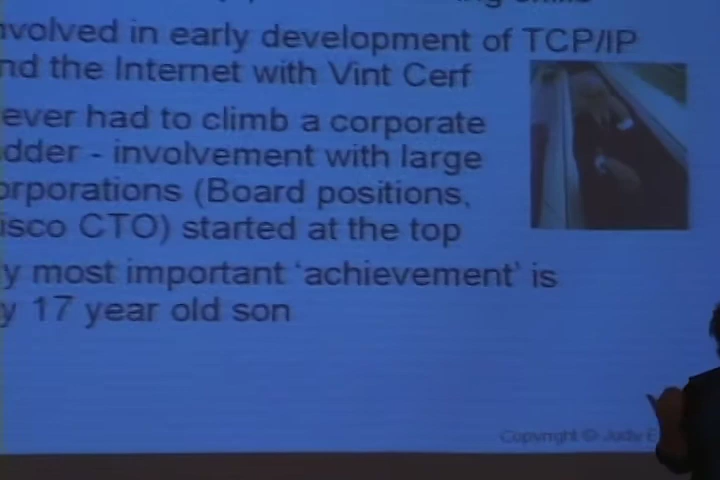 nvolved in early development of TCP/IP
nd the Internet with Vint Cerf
ever had to climb a corporate
dder - involvement with large
orporations (Board positions,
isco CTO) started at the top
y most important ‘achievement’ is
y 17 year old son
Copyright © Judy E